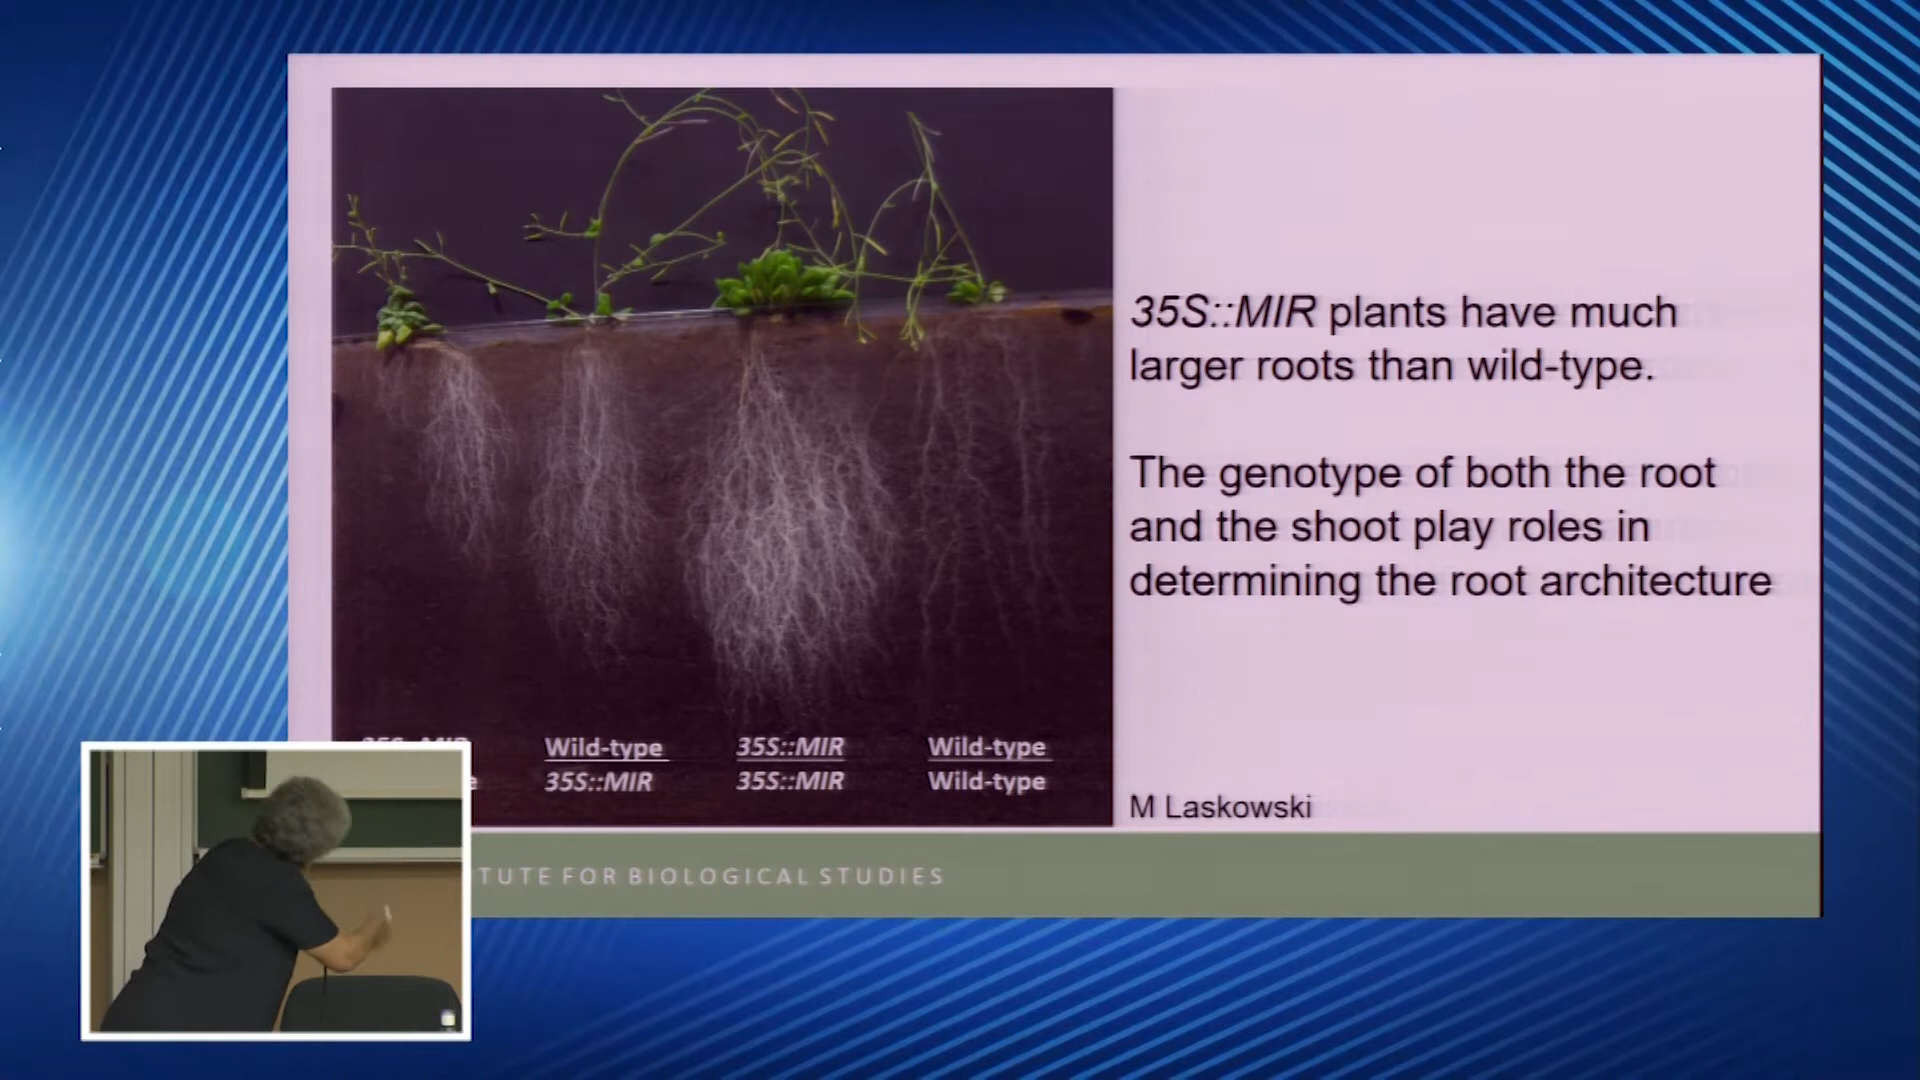 35S::MIR plants have much
larger roots than wild-type.
The genotype of both the root
and the shoot play roles in
determining the root architecture
35S::MIR Wild-type 35S::MIR Wild-type
35S::MIR 35S::MIR Wild-type
M Laskowski
FOR BIOLOGICAL STUDIES